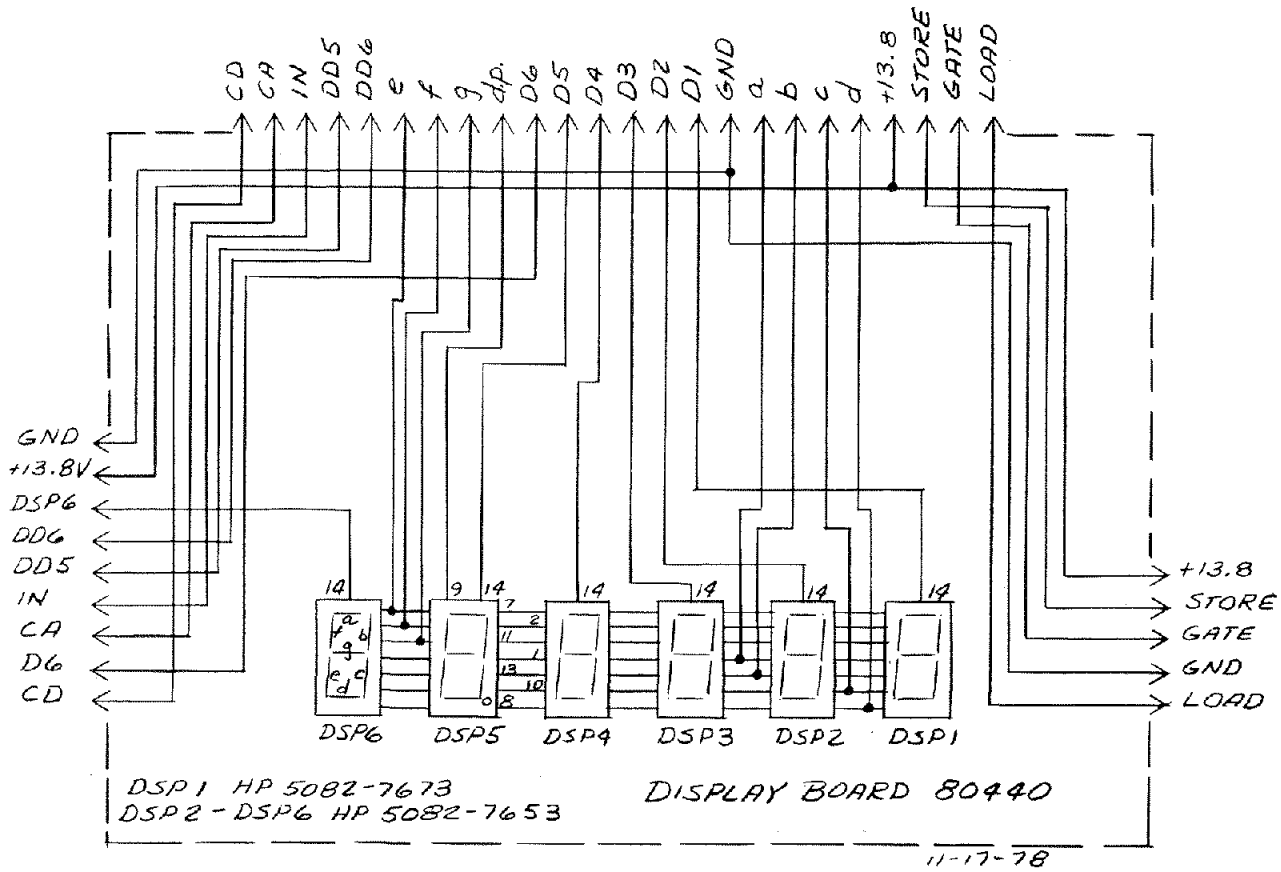 CD CA IN DD5 DD6 e f g dp. D6 D5 D4 D3 D2 D1 GND a b c d +13.8 STORE GATE LOAD
GND
+13.8V
DSP6
DD6
DD5
IN
CA
D6
CD
+13.8
STORE
GATE
GND
LOAD
14 9 14 14 14 14 14
7
2
11
1
13
10
8
a
f b
g
e c
d
DSP6 DSP5 DSP4 DSP3 DSP2 DSP1
DSP1 HP 5082-7673
DSP2-DSP6 HP 5082-7653
DISPLAY BOARD 80440
11-17-78